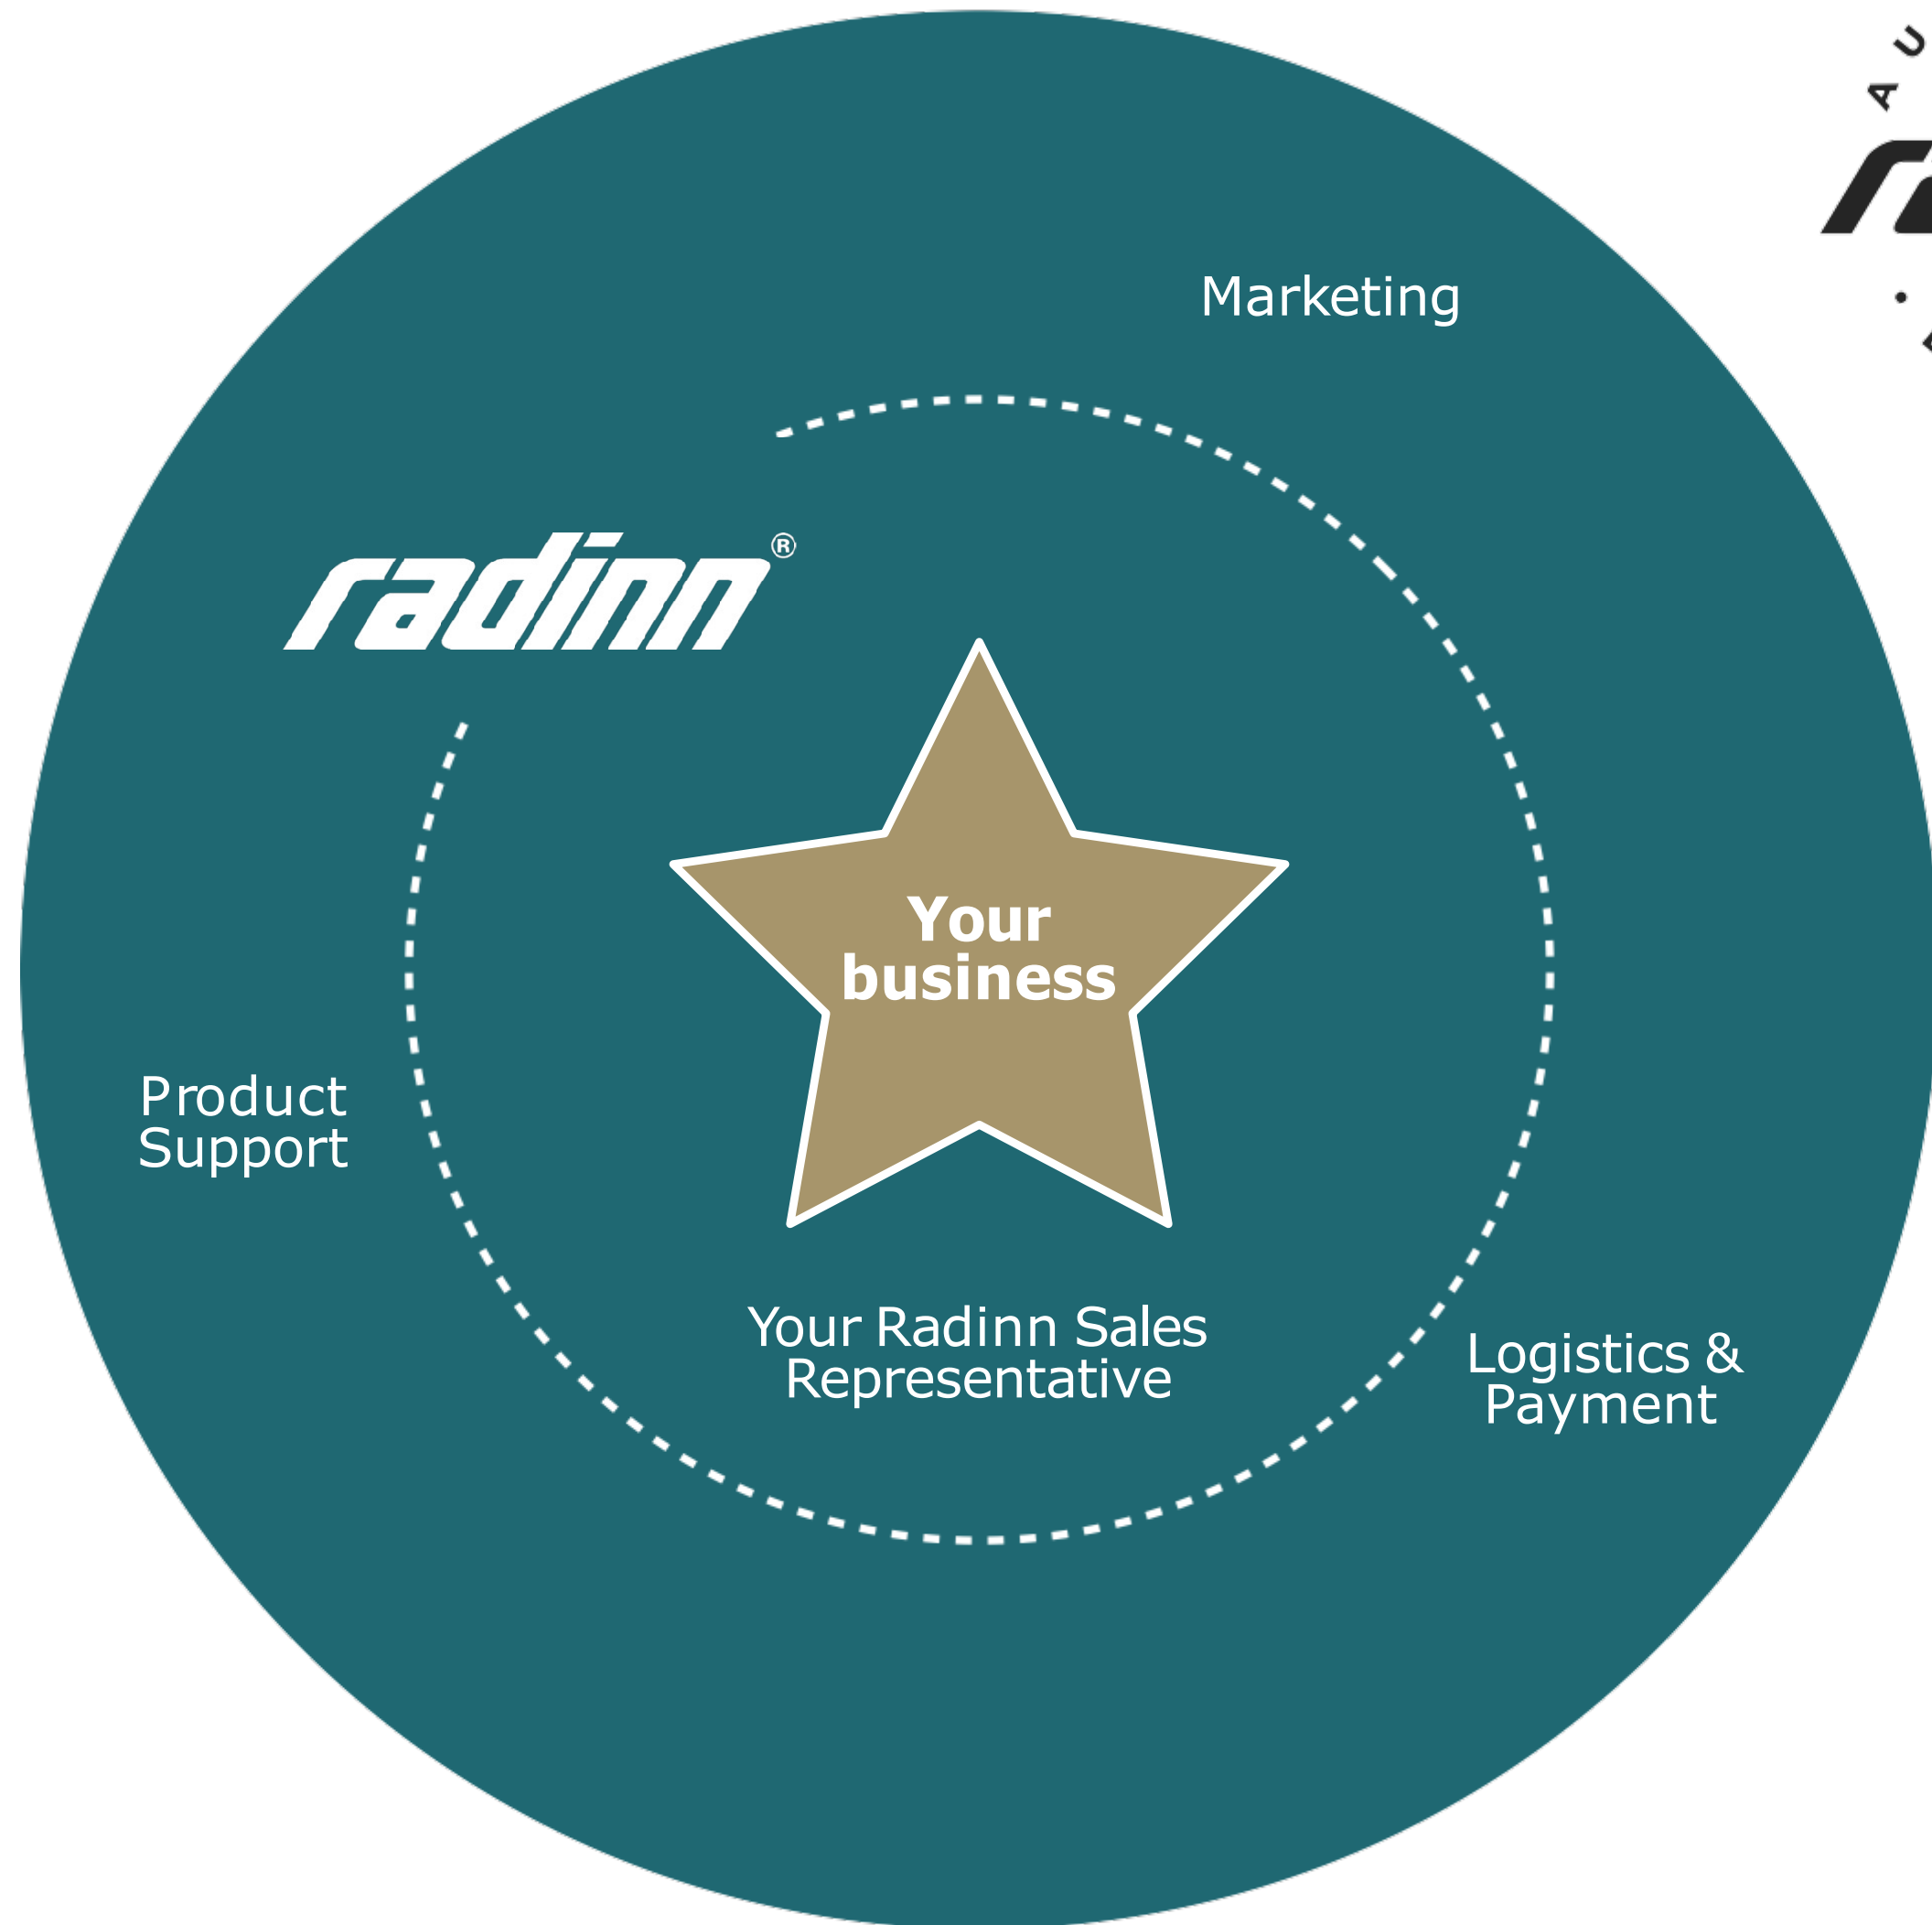 Marketing
radinn®
Your
business
Product
Support
Your Radinn Sales
Representative
Logistics &
Payment